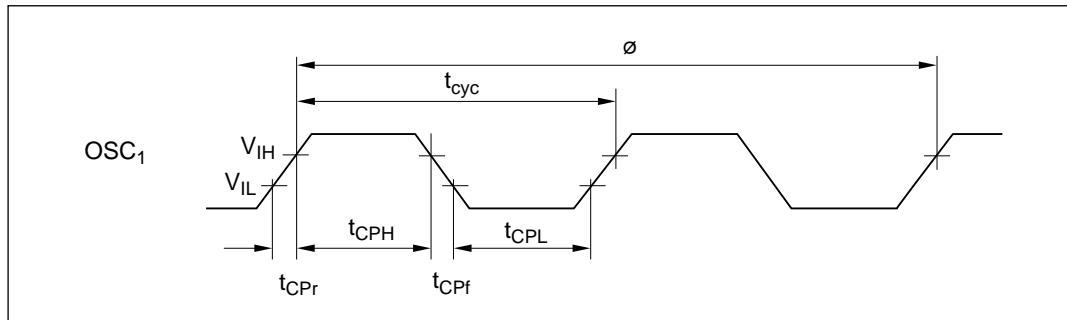 ø
tcyc
OSC1
VIH
VIL
tCPH
tCPL
tCPr
tCPf